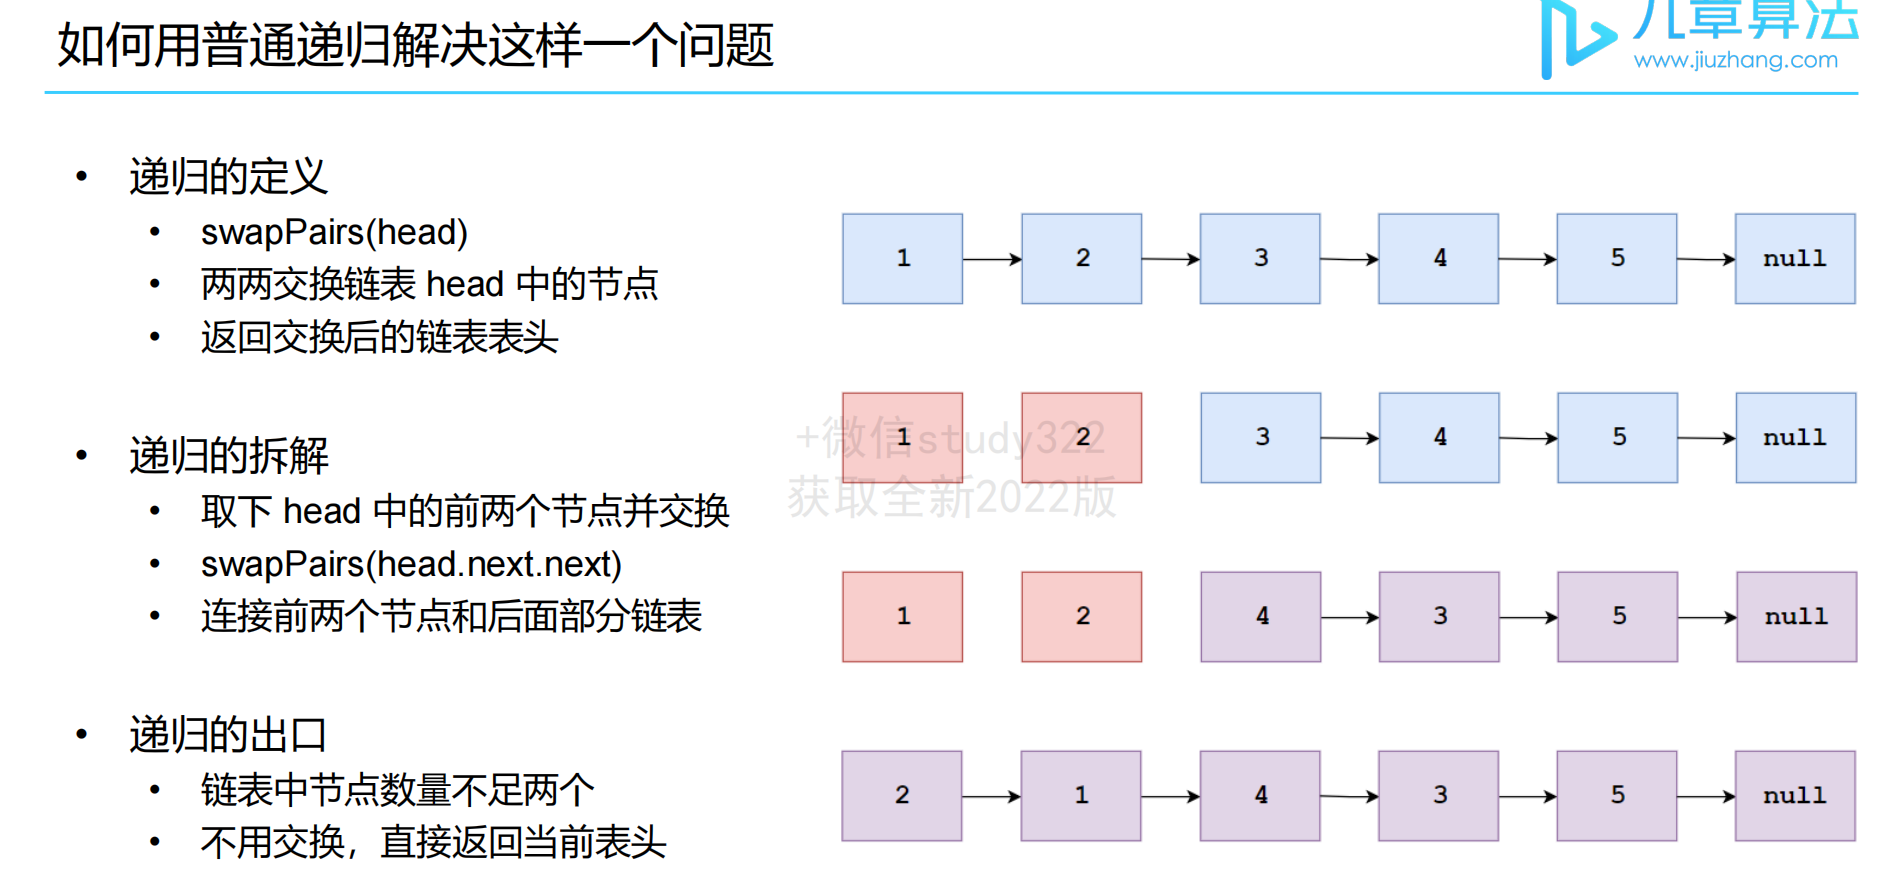 如何用普通递归解决这样一个问题
九章算法
www.jiuzhang.com
• 递归的定义
• swapPairs(head)
• 两两交换链表 head 中的节点
• 返回交换后的链表表头
• 递归的拆解
• 取下 head 中的前两个节点并交换
• swapPairs(head.next.next)
• 连接前两个节点和后面部分链表
• 递归的出口
• 链表中节点数量不足两个
• 不用交换，直接返回当前表头
1 2 3 4 5 null
1 2 3 4 5 null
+微信study322
获取全新2022版
1 2 4 3 5 null
2 1 4 3 5 null